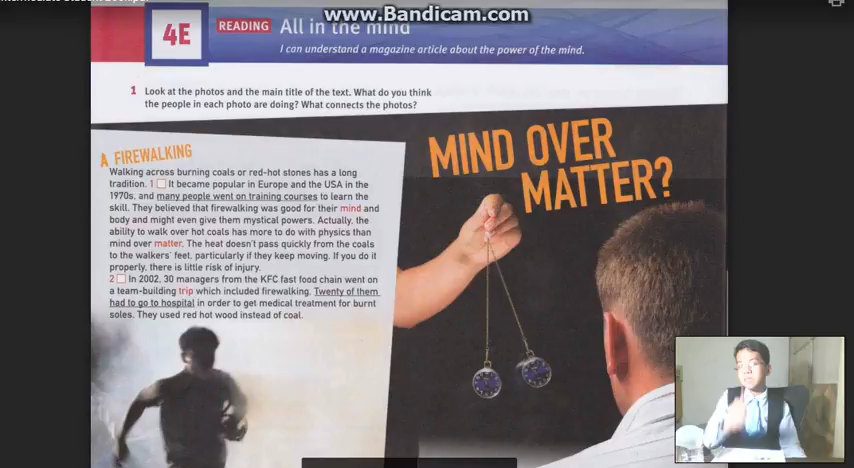 www.Bandicam.com
4E
READING All in the mind
I can understand a magazine article about the power of the mind.
1 Look at the photos and the main title of the text. What do you think
the people in each photo are doing? What connects the photos?
MIND OVER
MATTER?
A FIREWALKING
Walking across burning coals or red-hot stones has a long
tradition. 1 It became popular in Europe and the USA in the
1970s, and many people went on training courses to learn the
skill. They believed that firewalking was good for their mind and
body and might even give them mystical powers. Actually, the
ability to walk over hot coals has more to do with physics than
mind over matter. The heat doesn't pass quickly from the coals
to the walkers' feet, particularly if they keep moving. If you do it
properly, there is little risk of injury.
2 In 2002, 30 managers from the KFC fast food chain went on
a team-building trip which included firewalking. Twenty of them
had to go to hospital in order to get medical treatment for burnt
soles. They used red hot wood instead of coal.